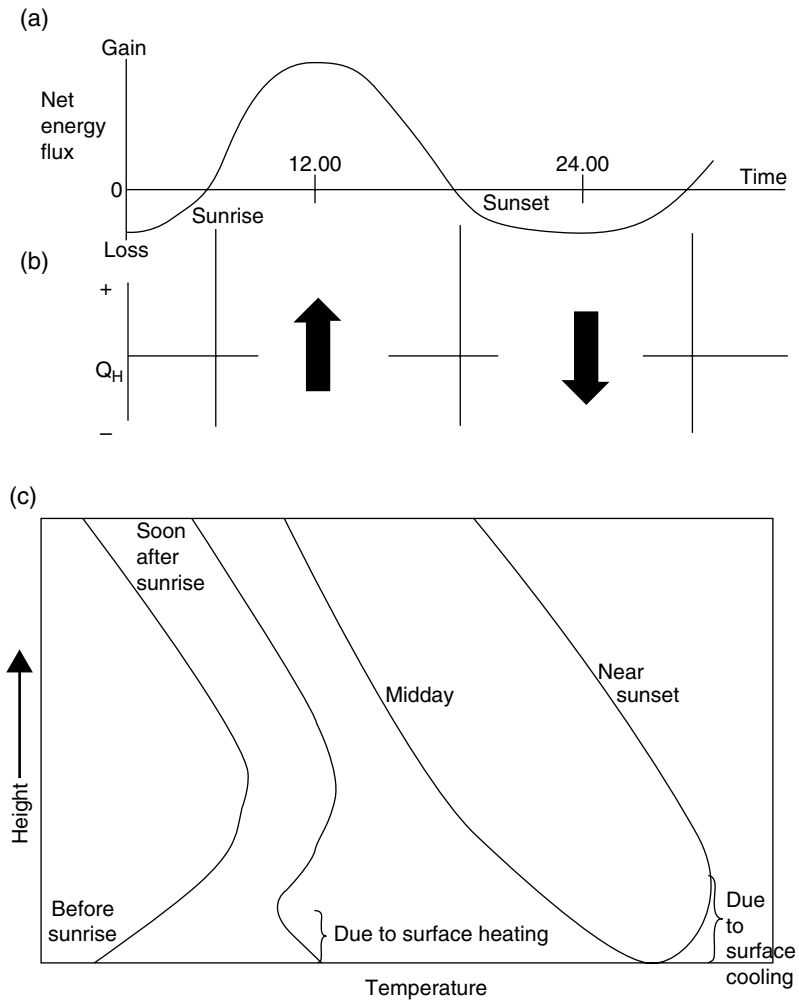 (a)
Gain
Net
energy
flux
12.00
24.00
0
Time
Sunrise
Sunset
Loss
(b)
+
QH
–
(c)
Soon
after
sunrise
Near
sunset
Midday
Height
Before
sunrise
Due to surface heating
Due
to
surface
cooling
Temperature